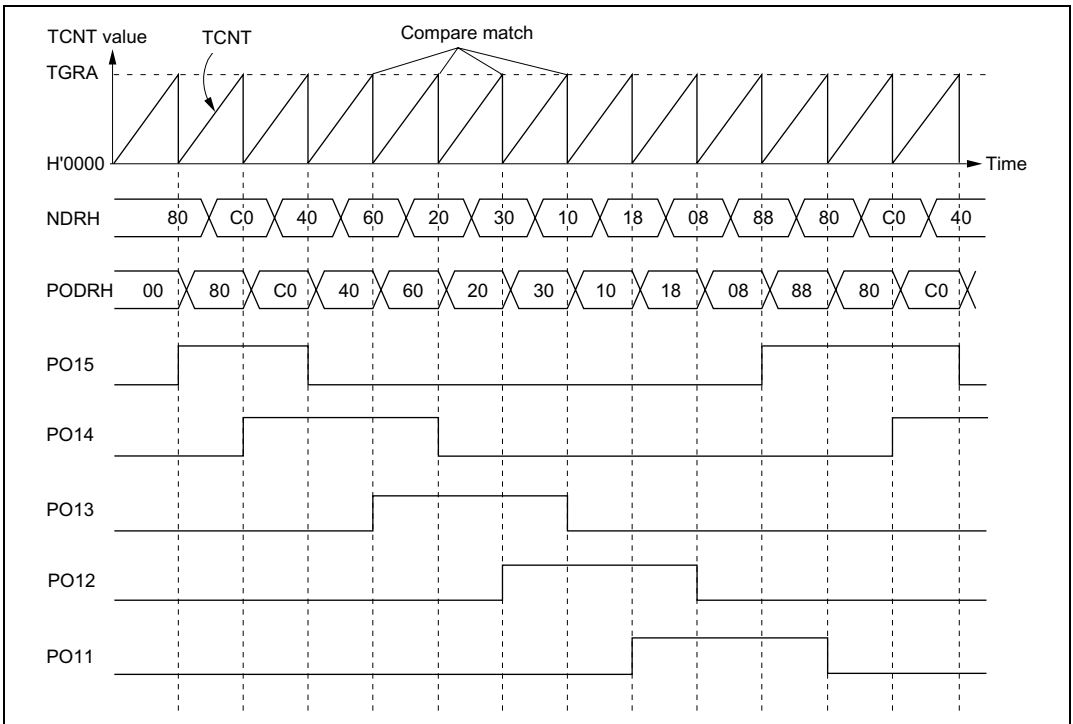 TCNT value
TCNT
Compare match
TGRA
H'0000
Time
NDRH 80 C0 40 60 20 30 10 18 08 88 80 C0 40
PODRH 00 80 C0 40 60 20 30 10 18 08 88 80 C0
PO15
PO14
PO13
PO12
PO11